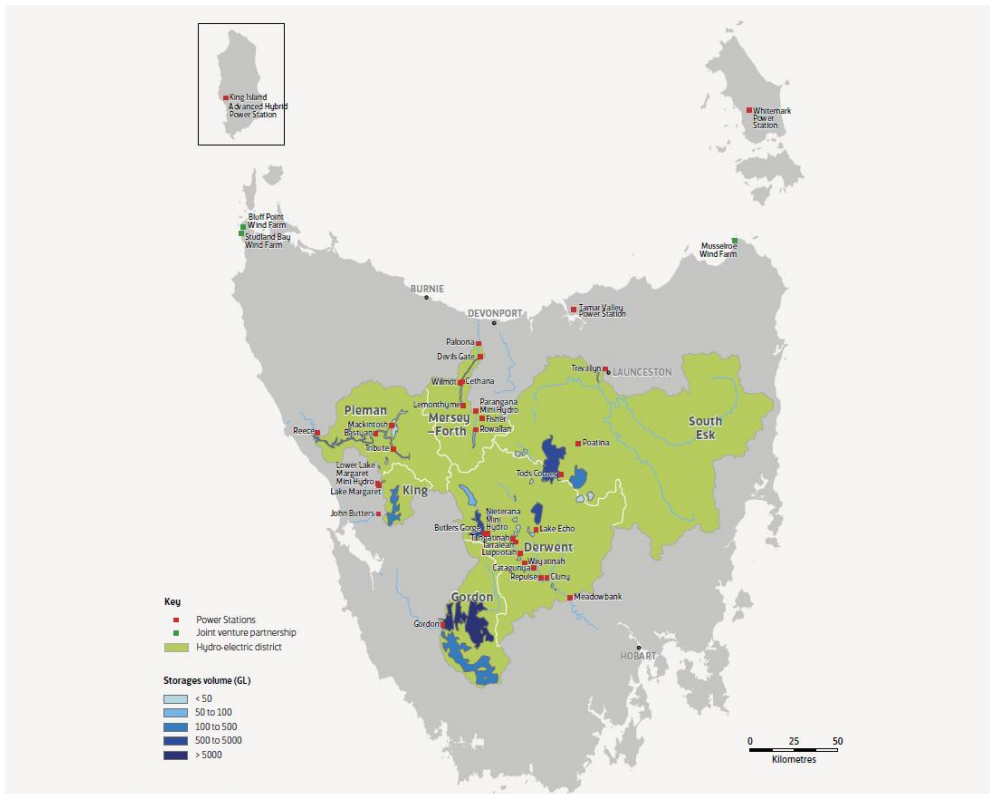 King Island
Advanced Hybrid
Power Station
Whitemark
Power
Station
Bluff Point
Wind Farm
Studland Bay
Wind Farm
Musselroe
Wind Farm
BURNIE
DEVONPORT
Tamar Valley
Power Station
Paloona
Devils Gate
Wilmot
Cethana
Trevallyn
LAUNCESTON
Lemonthyme
Parangana
Mini Hydro
Fisher
Rowallan
Mersey
–Forth
Pieman
Mackintosh
Bastyan
Reece
Tribute
South
Esk
Poatina
Tods Corner
Lower Lake
Margaret
Mini Hydro
Lake Margaret
King
John Butters
Nieterana
Mini
Hydro
Butlers Gorge
Tungatinah
Tarraleah
Liapootah
Lake Echo
Derwent
Wayatinah
Catagunya
Repulse
Cluny
Meadowbank
Gordon
Gordon
HOBART
Key
Power Stations
Joint venture partnership
Hydro-electric district
Storages volume (GL)
< 50
50 to 100
100 to 500
500 to 5000
> 5000
0 25 50
Kilometres